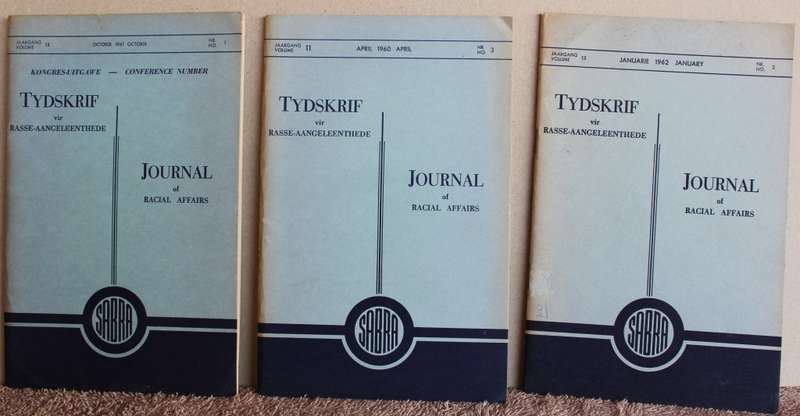 JAARGANG 13 OCTOBER 1961 OCTOBER NR. 1
VOLUME NO.
KONGRES-UITGAWE — CONFERENCE NUMBER
TYDSKRIF
vir
RASSE-AANGELEENTHEDE
JOURNAL
of
RACIAL AFFAIRS
SABRA
JAARGANG 11 APRIL 1960 APRIL NR. 3
VOLUME NO.
TYDSKRIF
vir
RASSE-AANGELEENTHEDE
JOURNAL
of
RACIAL AFFAIRS
SABRA
JAARGANG 13 JANUARIE 1962 JANUARY NR. 2
VOLUME NO.
TYDSKRIF
vir
RASSE-AANGELEENTHEDE
JOURNAL
of
RACIAL AFFAIRS
SABRA